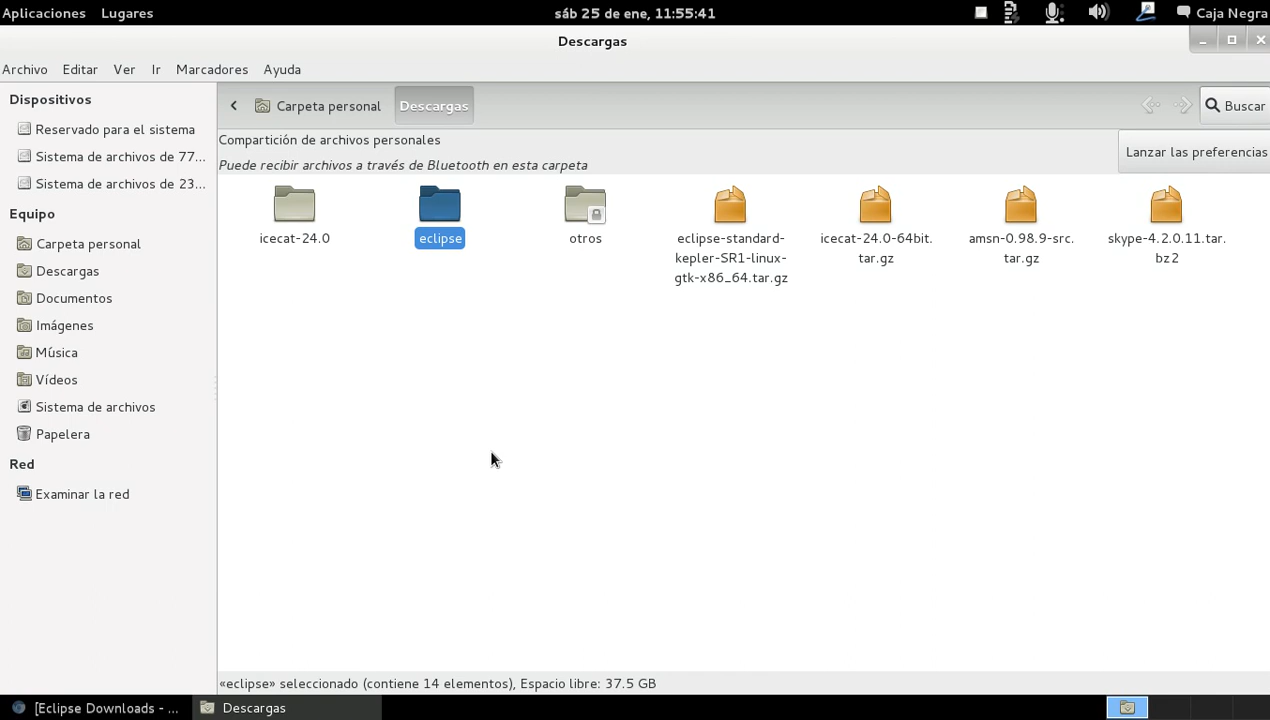 Aplicaciones Lugares sáb 25 de ene, 11:55:41 Caja Negra
Descargas
Archivo Editar Ver Ir Marcadores Ayuda
Dispositivos
Reservado para el sistema
Sistema de archivos de 77...
Sistema de archivos de 23...
Equipo
Carpeta personal
Descargas
Documentos
Imágenes
Música
Vídeos
Sistema de archivos
Papelera
Red
Examinar la red
Carpeta personal Descargas Buscar
Compartición de archivos personales
Puede recibir archivos a través de Bluetooth en esta carpeta
Lanzar las preferencias
icecat-24.0
eclipse
otros
eclipse-standard-
kepler-SR1-linux-
gtk-x86_64.tar.gz
icecat-24.0-64bit.
tar.gz
amsn-0.98.9-src.
tar.gz
skype-4.2.0.11.tar.
bz2
«eclipse» seleccionado (contiene 14 elementos), Espacio libre: 37.5 GB
[Eclipse Downloads - ... Descargas